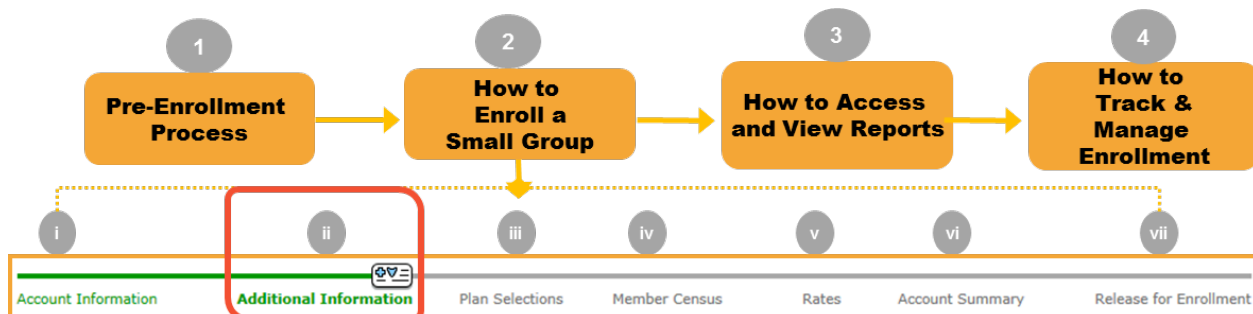 1
2
3
4
Pre-Enrollment
Process
How to
Enroll a
Small Group
How to Access
and View Reports
How to
Track &
Manage
Enrollment
i
ii
iii
iv
v
vi
vii
Account Information
Additional Information
Plan Selections
Member Census
Rates
Account Summary
Release for Enrollment